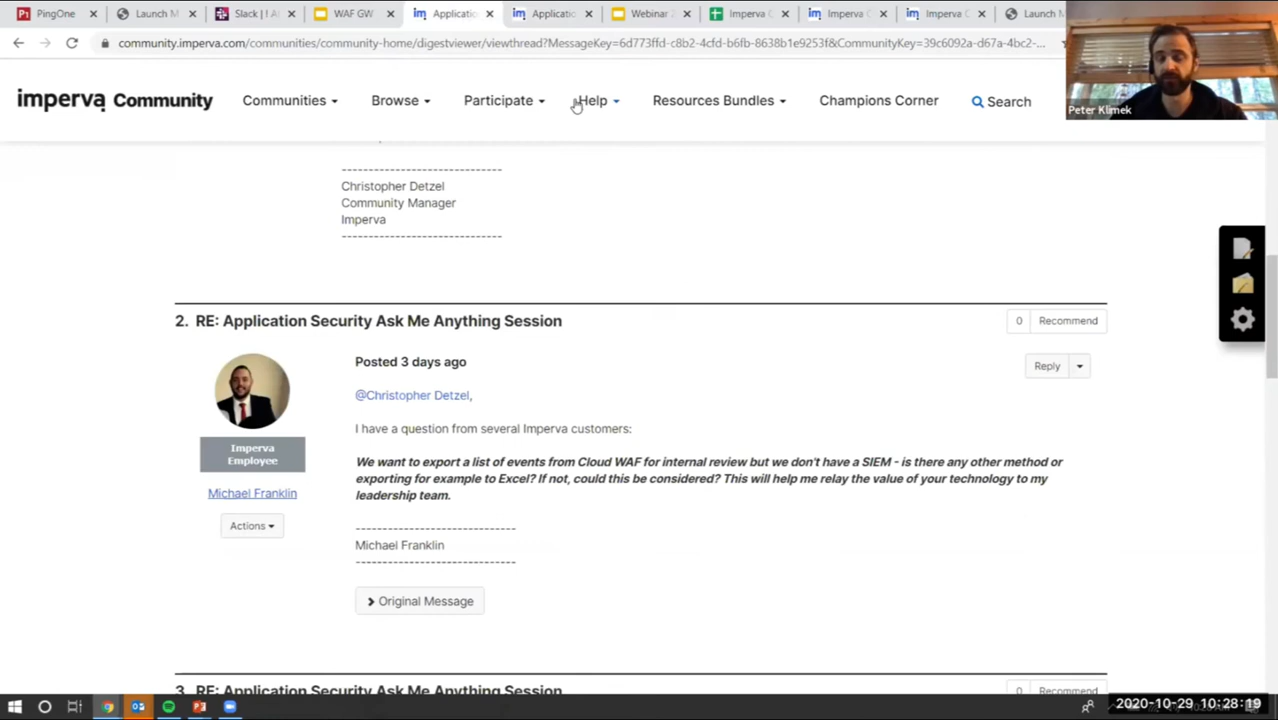 PingOne
Launch M
Slack | I A
WAF GW
Applicatio
Applicatio
Webinar 2
Imperva C
Imperva C
Imperva C
Launch M
community.imperva.com/communities/community-home/digestviewer/viewthread?MessageKey=6d773ffd-c8b2-4cfd-b6fb-8638b1e9253f&CommunityKey=39c6092a-d67a-4bc2-...
imperva Community
Communities
Browse
Participate
Help
Resources Bundles
Champions Corner
Search
Peter Klimek
------------------------------
Christopher Detzel
Community Manager
Imperva
------------------------------
2. RE: Application Security Ask Me Anything Session
0 Recommend
Posted 3 days ago
Reply
@Christopher Detzel,
I have a question from several Imperva customers:
Imperva
Employee
We want to export a list of events from Cloud WAF for internal review but we don't have a SIEM - is there any other method or
exporting for example to Excel? If not, could this be considered? This will help me relay the value of your technology to my
leadership team.
Michael Franklin
Actions
------------------------------
Michael Franklin
------------------------------
Original Message
3. RE: Application Security Ask Me Anything Session
0 Recommend
2020-10-29 10:28:19